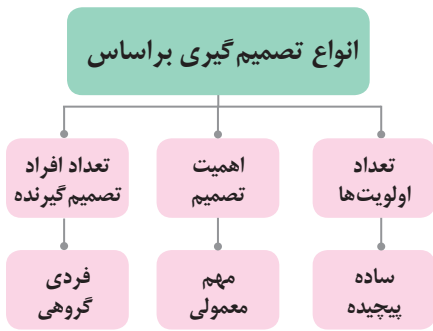 انواع تصمیم‌گیری براساس
تعداد
اولویت‌ها
اهمیت
تصمیم
تعداد افراد
تصمیم‌گیرنده
ساده
پیچیده
مهم
معمولی
فردی
گروهی